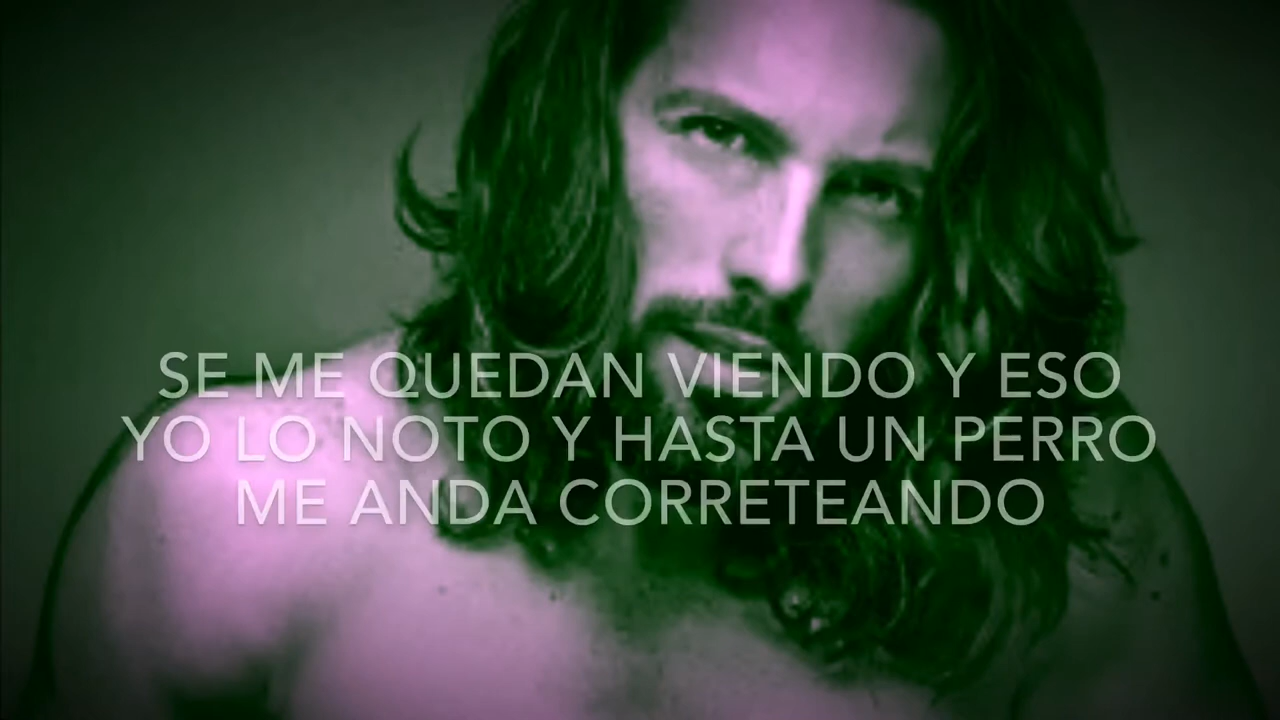 SE ME QUEDAN VIENDO Y ESO
YO LO NOTO Y HASTA UN PERRO
ME ANDA CORRETEANDO